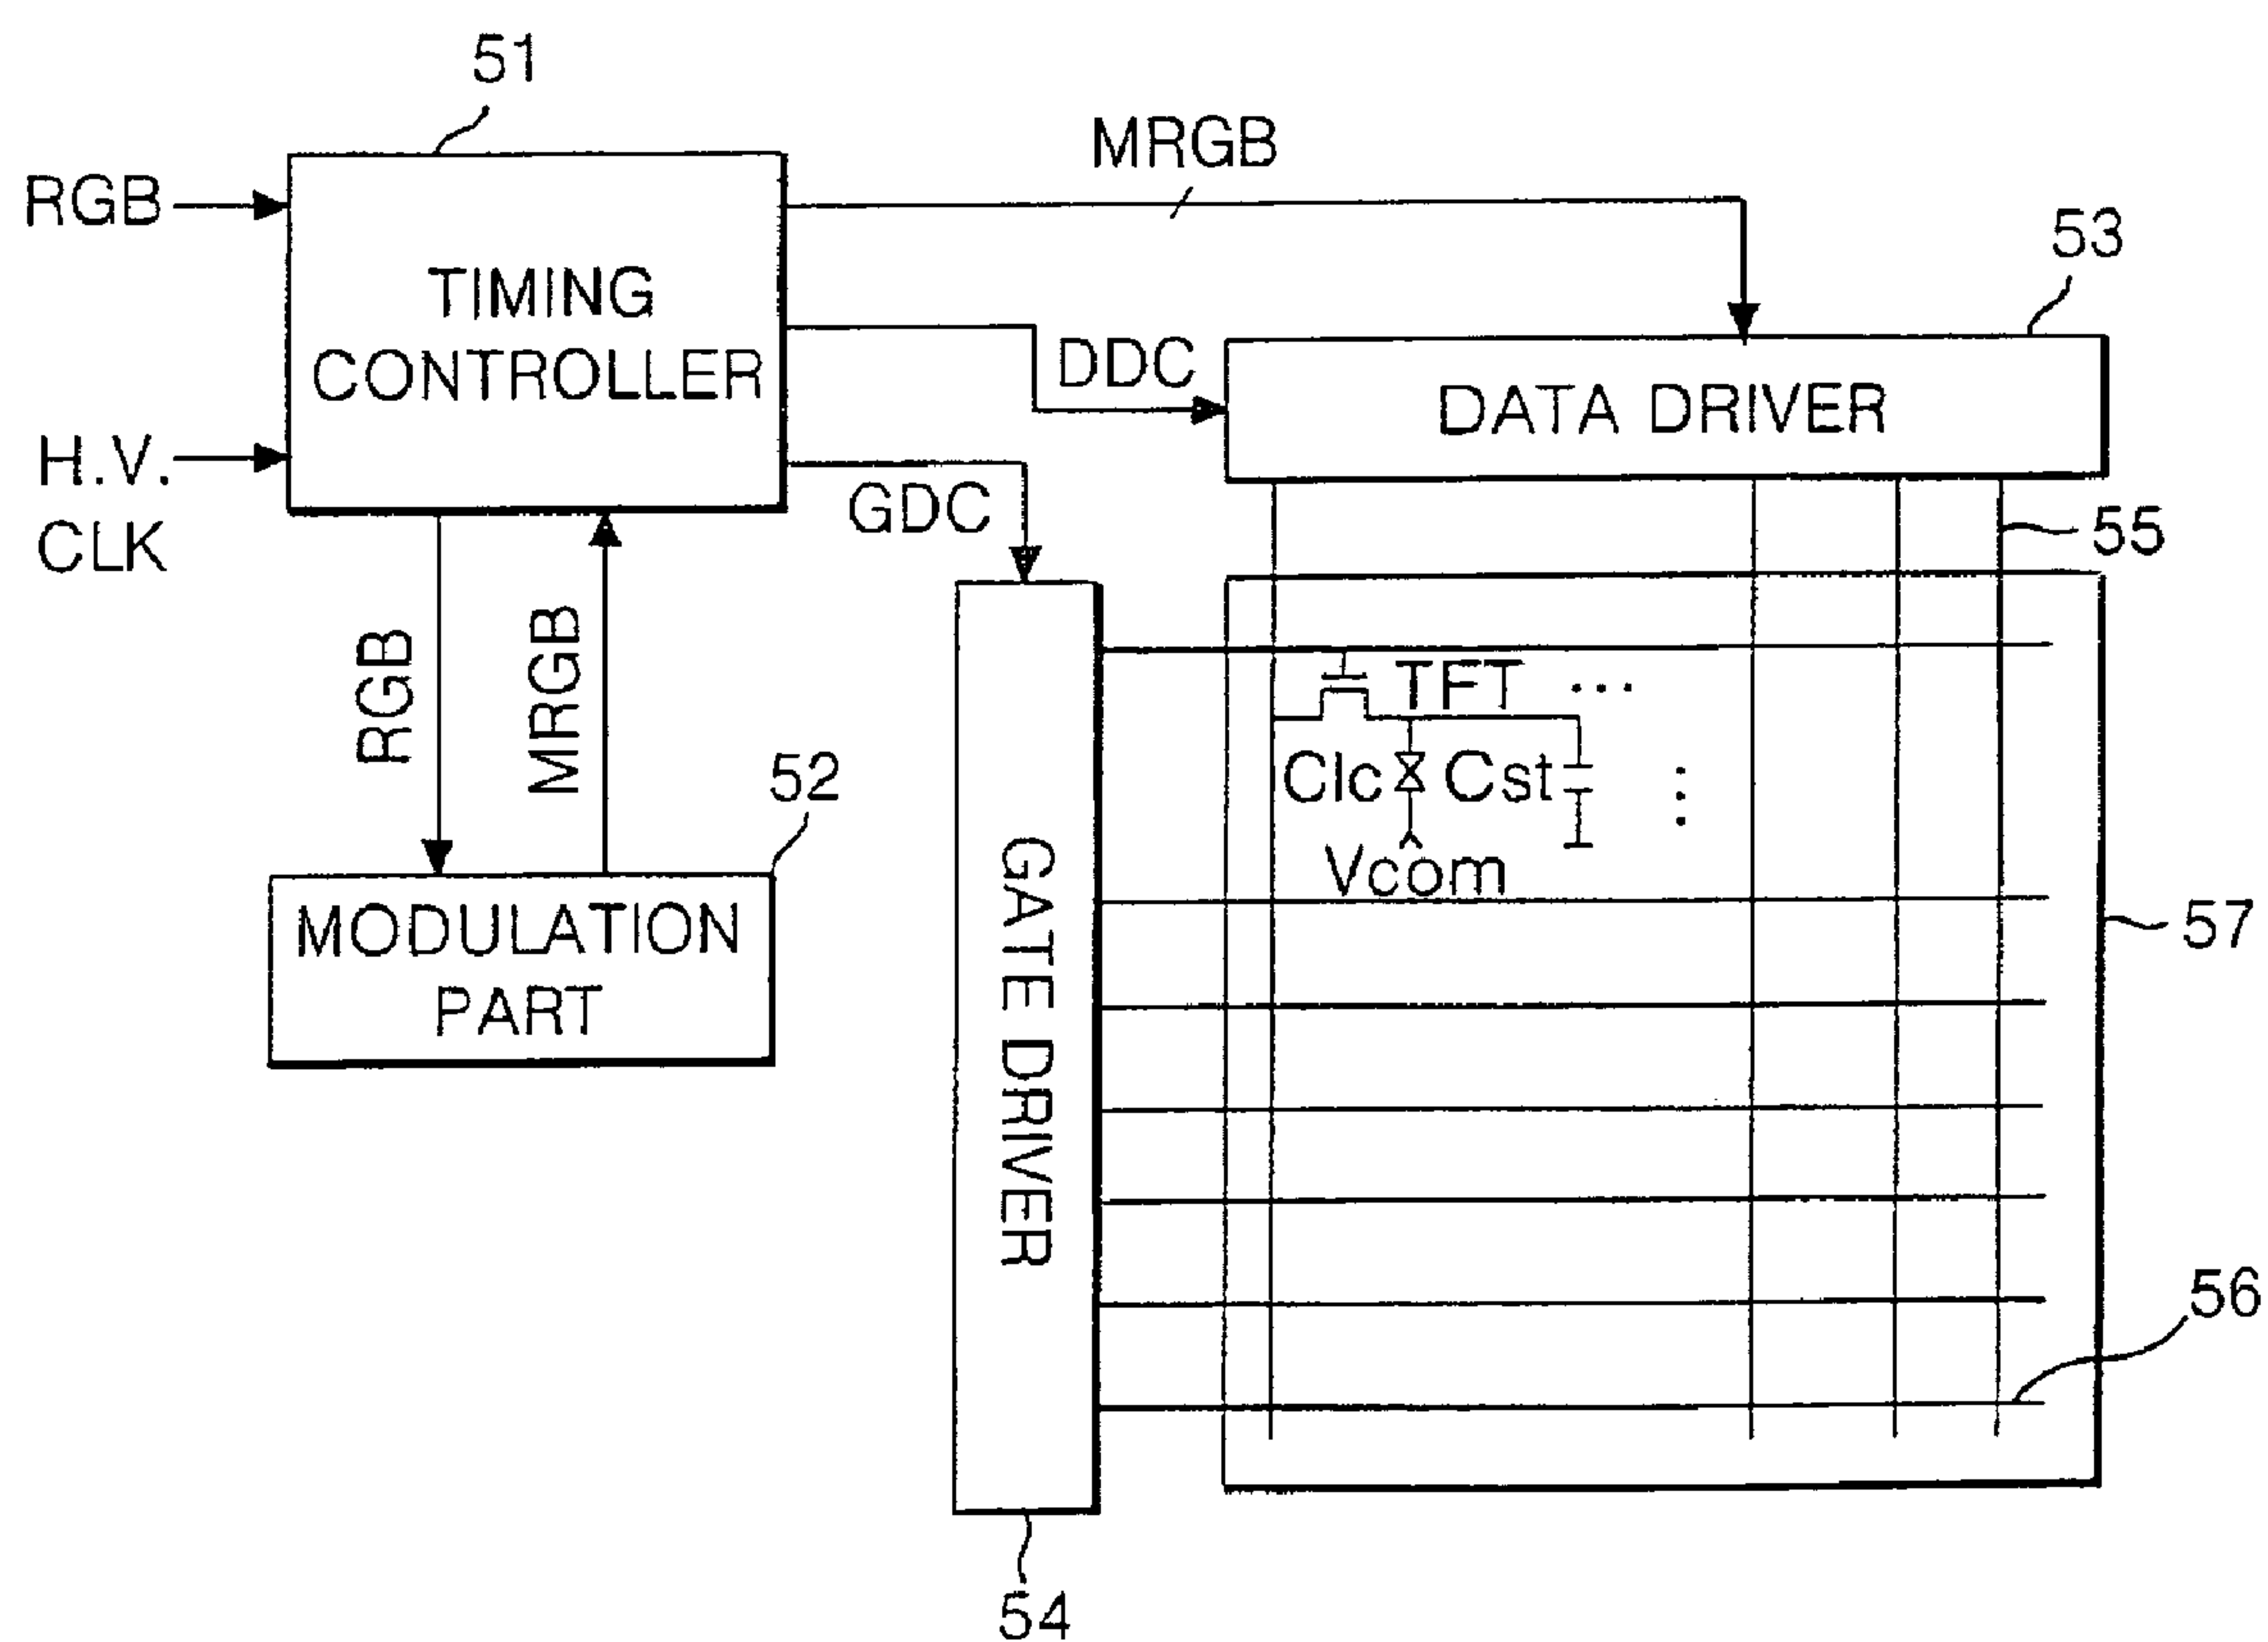 51
MRGB
RGB
TIMING
CONTROLLER
53
DDC
DATA DRIVER
H.V.
CLK
GDC
55
RGB
MRGB
TFT ...
52
Clc
Cst
Vcom
MODULATION
PART
GATE DRIVER
57
56
54